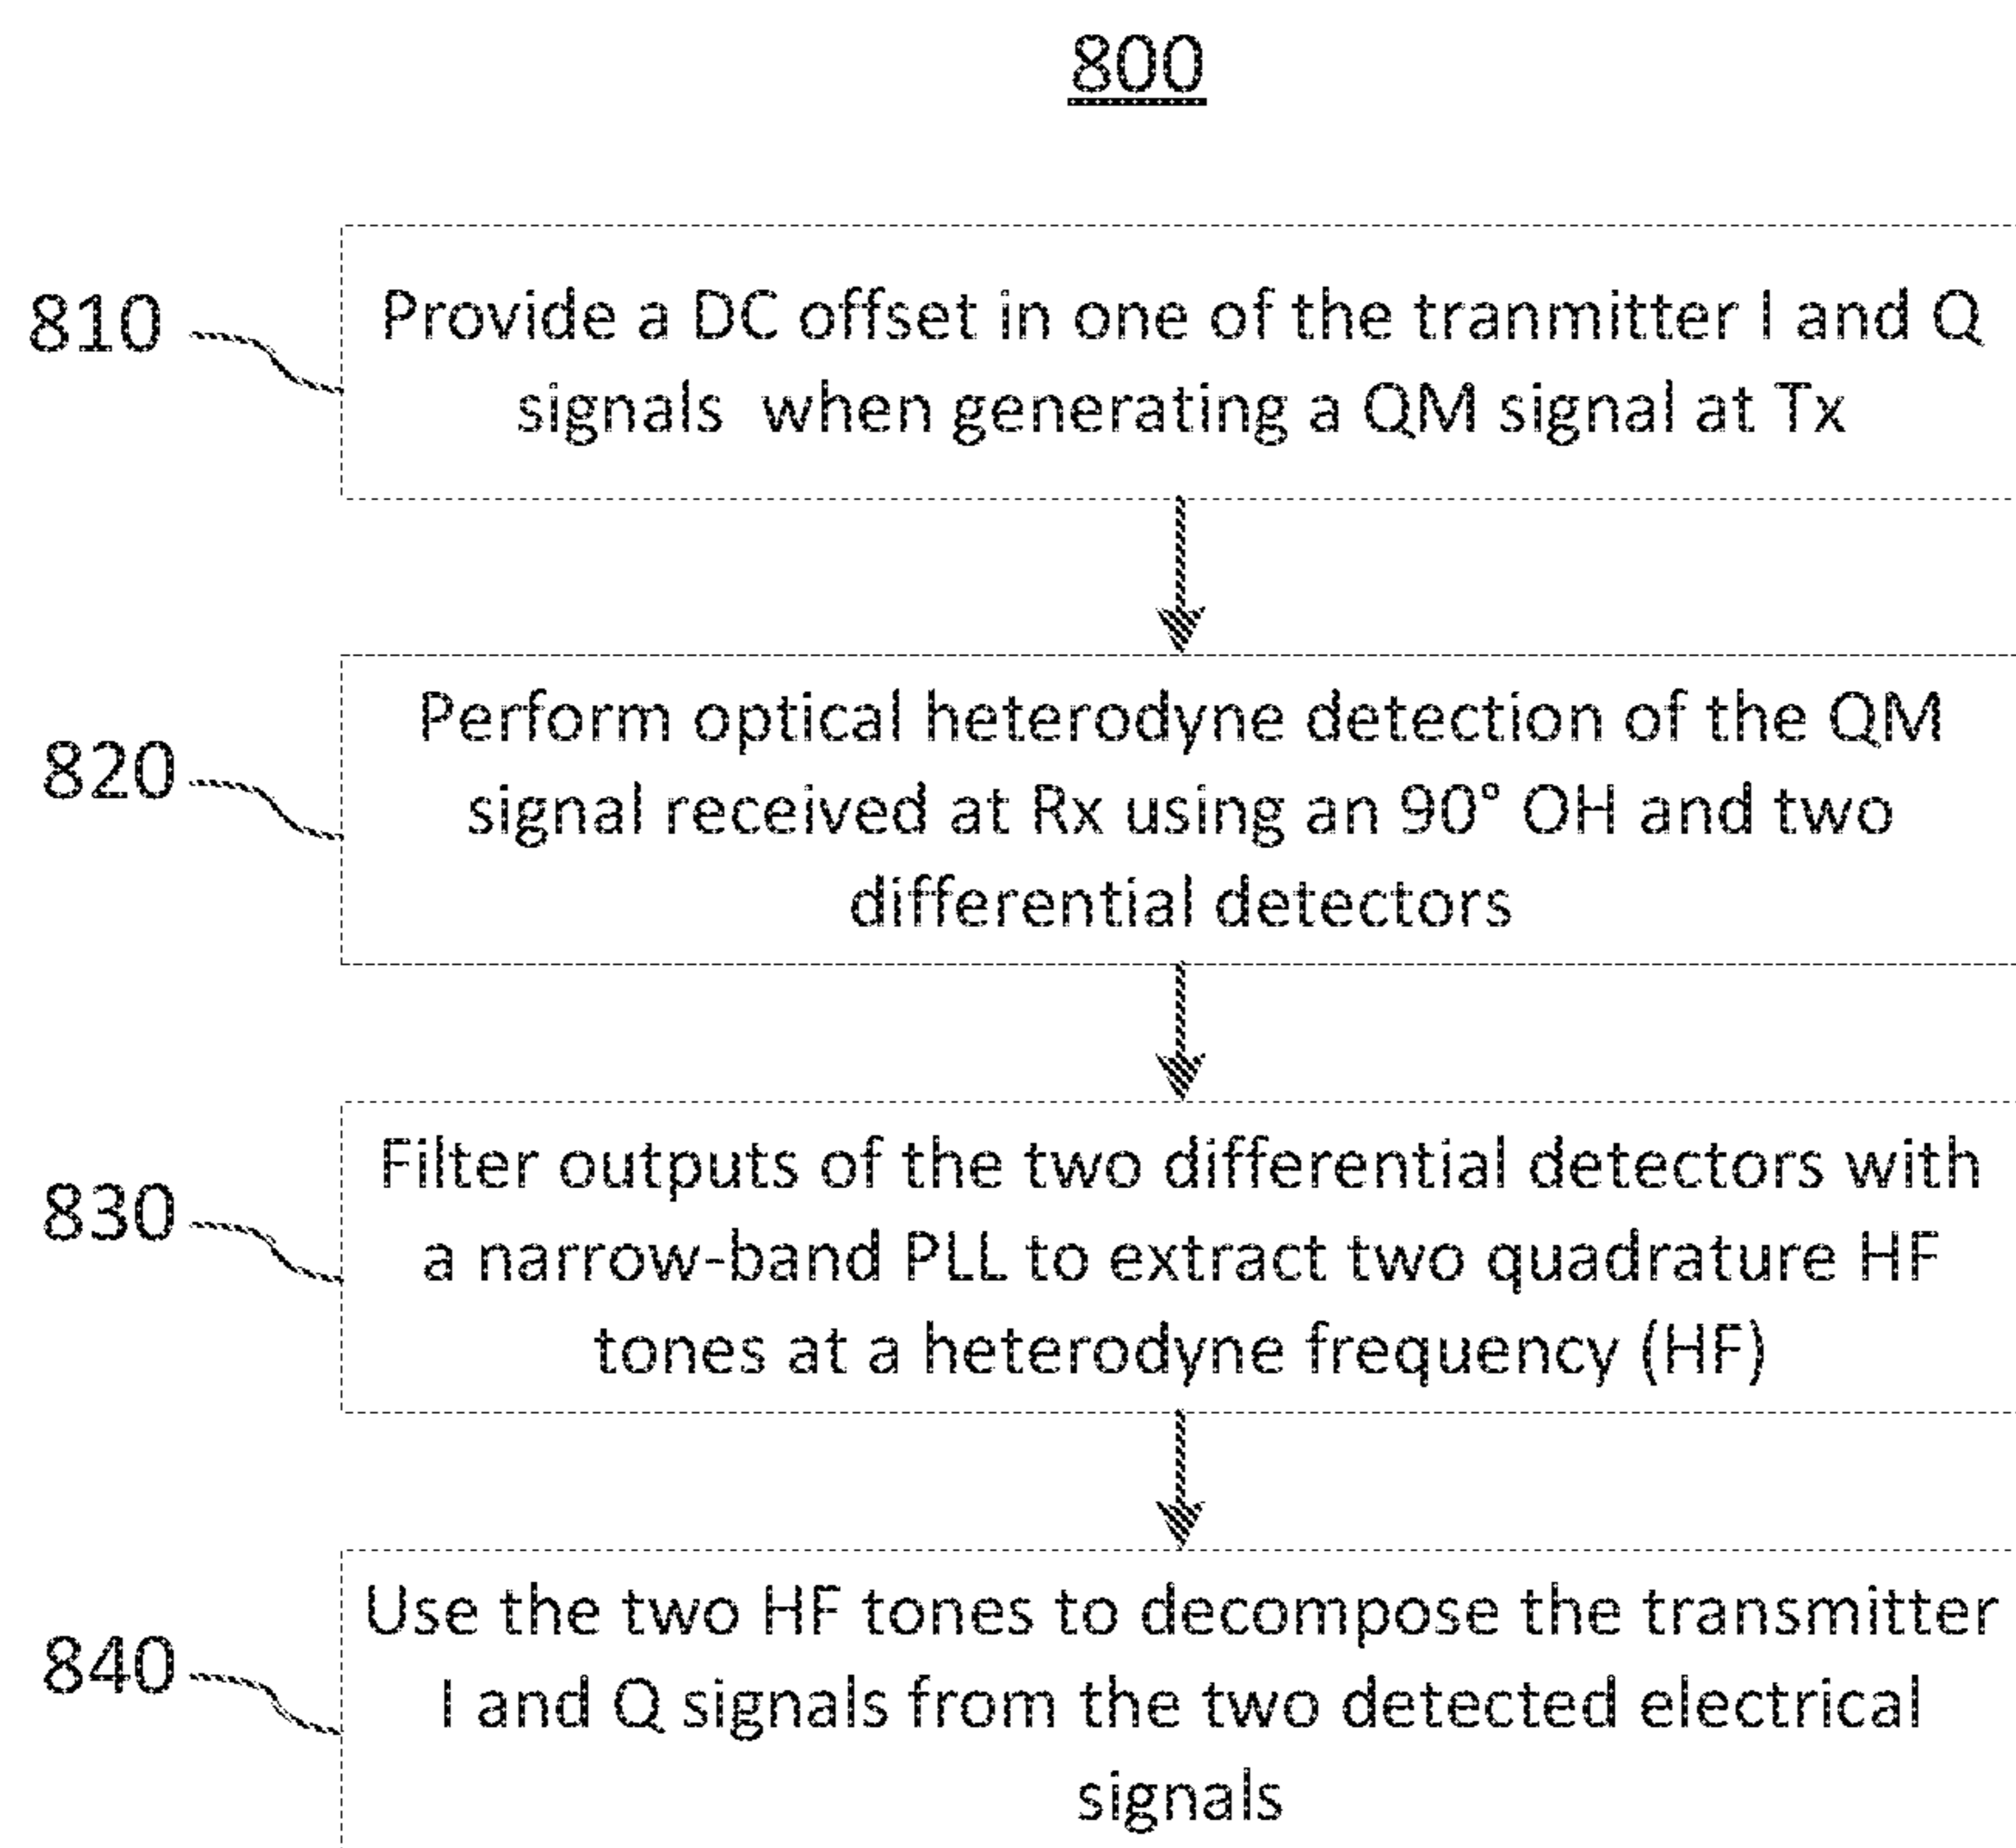 800
810
Provide a DC offset in one of the tranmitter I and Q
signals when generating a QM signal at Tx
820
Perform optical heterodyne detection of the QM
signal received at Rx using an 90° OH and two
differential detectors
830
Filter outputs of the two differential detectors with
a narrow-band PLL to extract two quadrature HF
tones at a heterodyne frequency (HF)
840
Use the two HF tones to decompose the transmitter
I and Q signals from the two detected electrical
signals